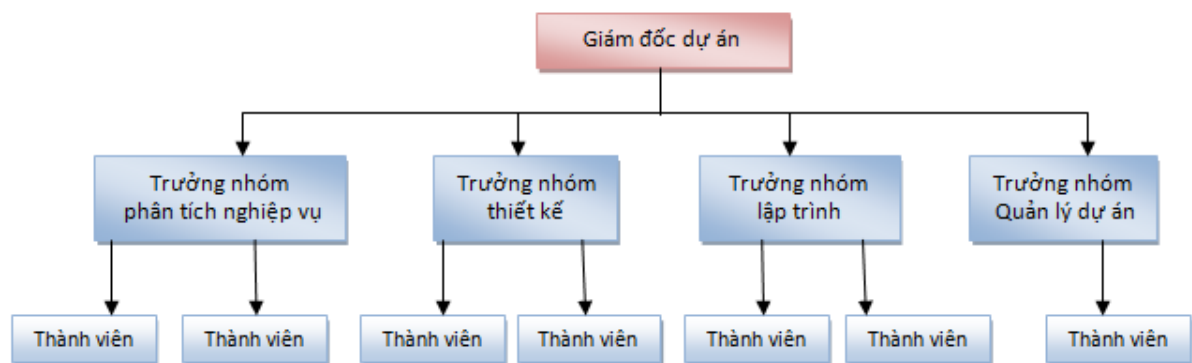 Giám đốc dự án
Trưởng nhóm
phân tích nghiệp vụ
Trưởng nhóm
thiết kế
Trưởng nhóm
lập trình
Trưởng nhóm
Quản lý dự án
Thành viên
Thành viên
Thành viên
Thành viên
Thành viên
Thành viên
Thành viên